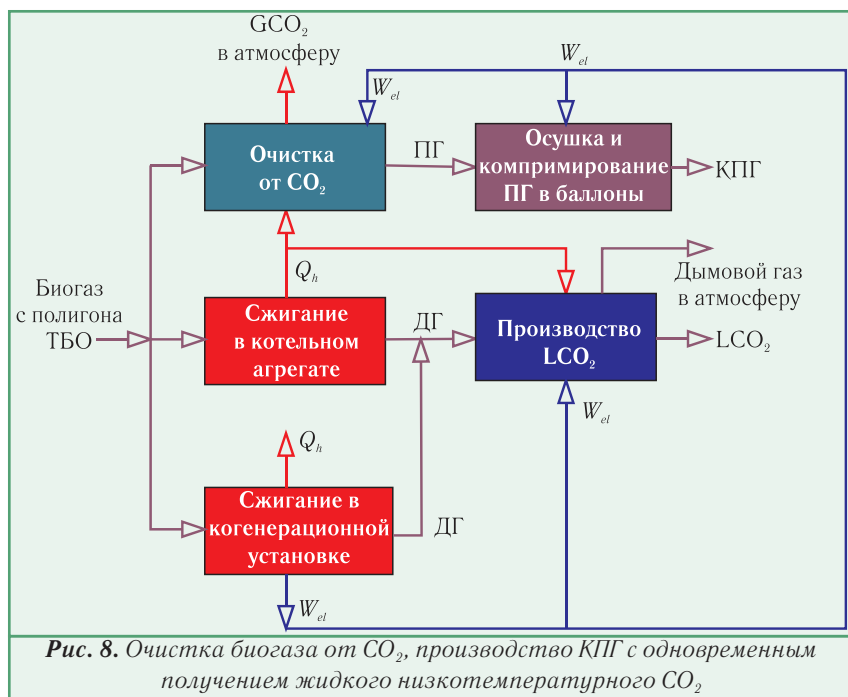 GCO₂
в атмосферу
W_el
W_el
Очистка
от CO₂
ПГ
Осушка и
компримирование
ПГ в баллоны
КПГ
Q_h
Биогаз
с полигона
ТБО
Сжигание
в котельном
агрегате
ДГ
Производство
LCO₂
Дымовой газ
в атмосферу
LCO₂
W_el
Q_h
Сжигание в
когенерационной
установке
ДГ
W_el
Рис. 8. Очистка биогаза от CO₂, производство КПГ с одновременным
получением жидкого низкотемпературного CO₂